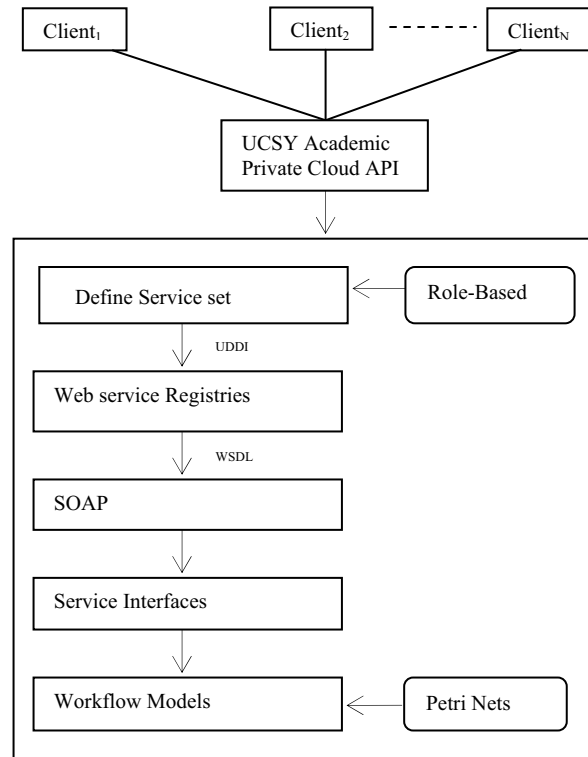 Client₁
Client₂
Clientₙ
UCSY Academic
Private Cloud API
Define Service set
Role-Based
UDDI
Web service Registries
WSDL
SOAP
Service Interfaces
Workflow Models
Petri Nets